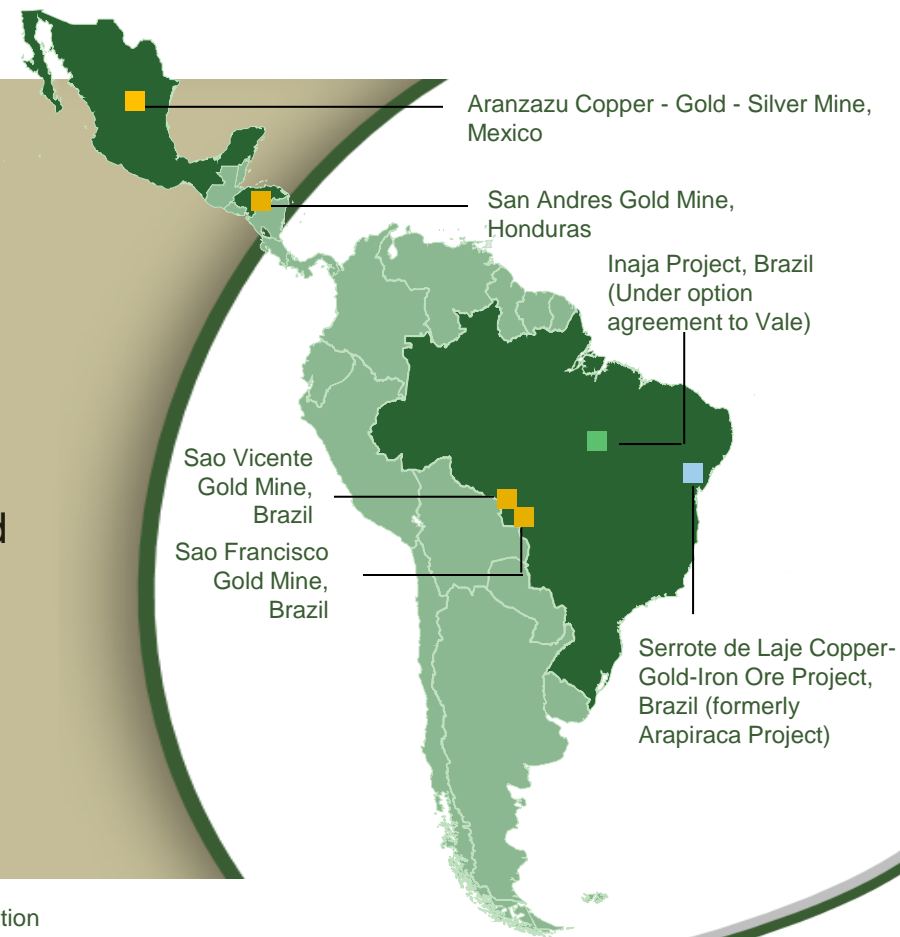 Aranzazu Copper - Gold - Silver Mine,
Mexico
San Andres Gold Mine,
Honduras
Inaja Project, Brazil
(Under option
agreement to Vale)
Sao Vicente
Gold Mine,
Brazil
Sao Francisco
Gold Mine,
Brazil
Serrote de Laje Copper-
Gold-Iron Ore Project,
Brazil (formerly
Arapiraca Project)
tion